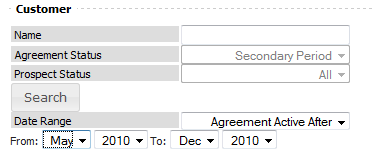 Customer
Name
Agreement Status Secondary Period
Prospect Status All
Search
Date Range Agreement Active After
From: May 2010 To: Dec 2010